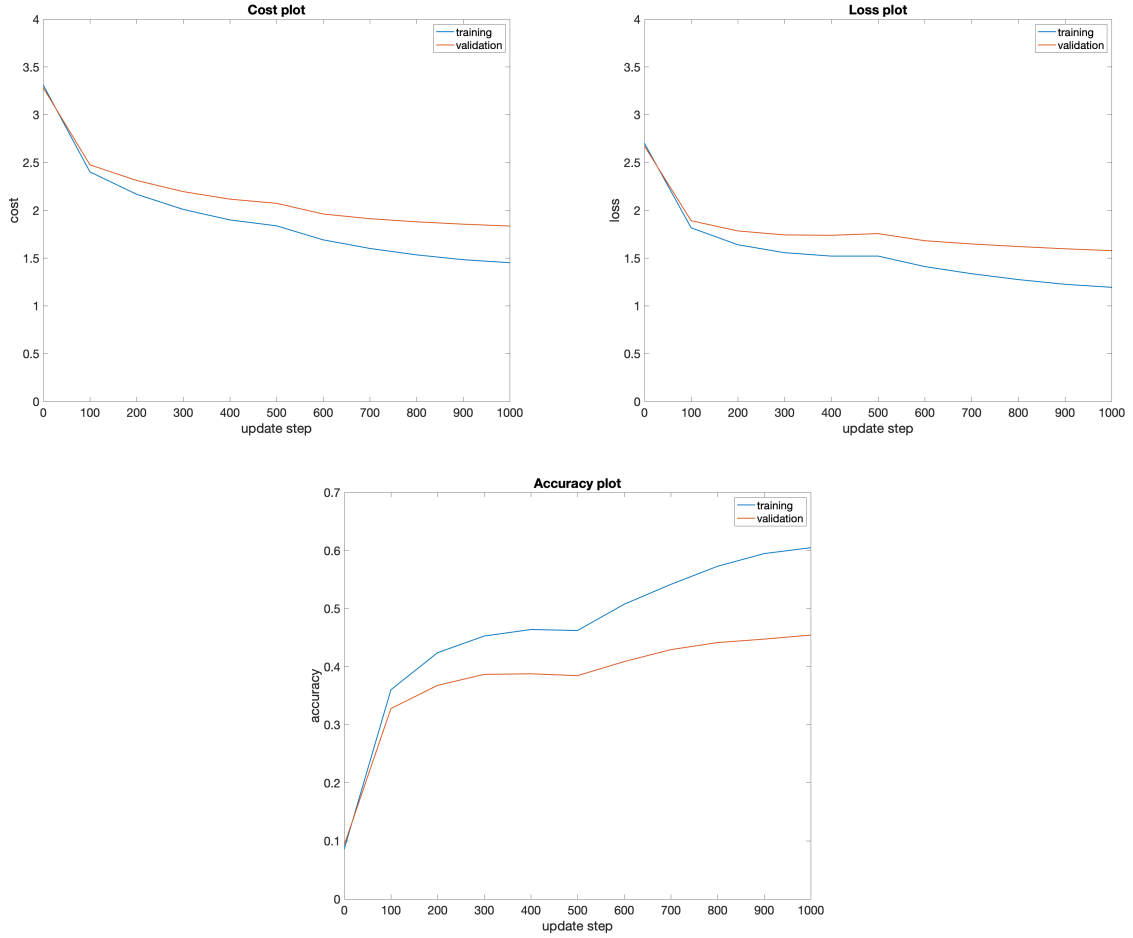 Cost plot
4
3.5
3
2.5
2
1.5
1
0.5
0
cost
training
validation
0 100 200 300 400 500 600 700 800 900 1000
update step
Loss plot
4
3.5
3
2.5
2
1.5
1
0.5
0
loss
training
validation
0 100 200 300 400 500 600 700 800 900 1000
update step
Accuracy plot
0.7
0.6
0.5
0.4
0.3
0.2
0.1
0
accuracy
training
validation
0 100 200 300 400 500 600 700 800 900 1000
update step